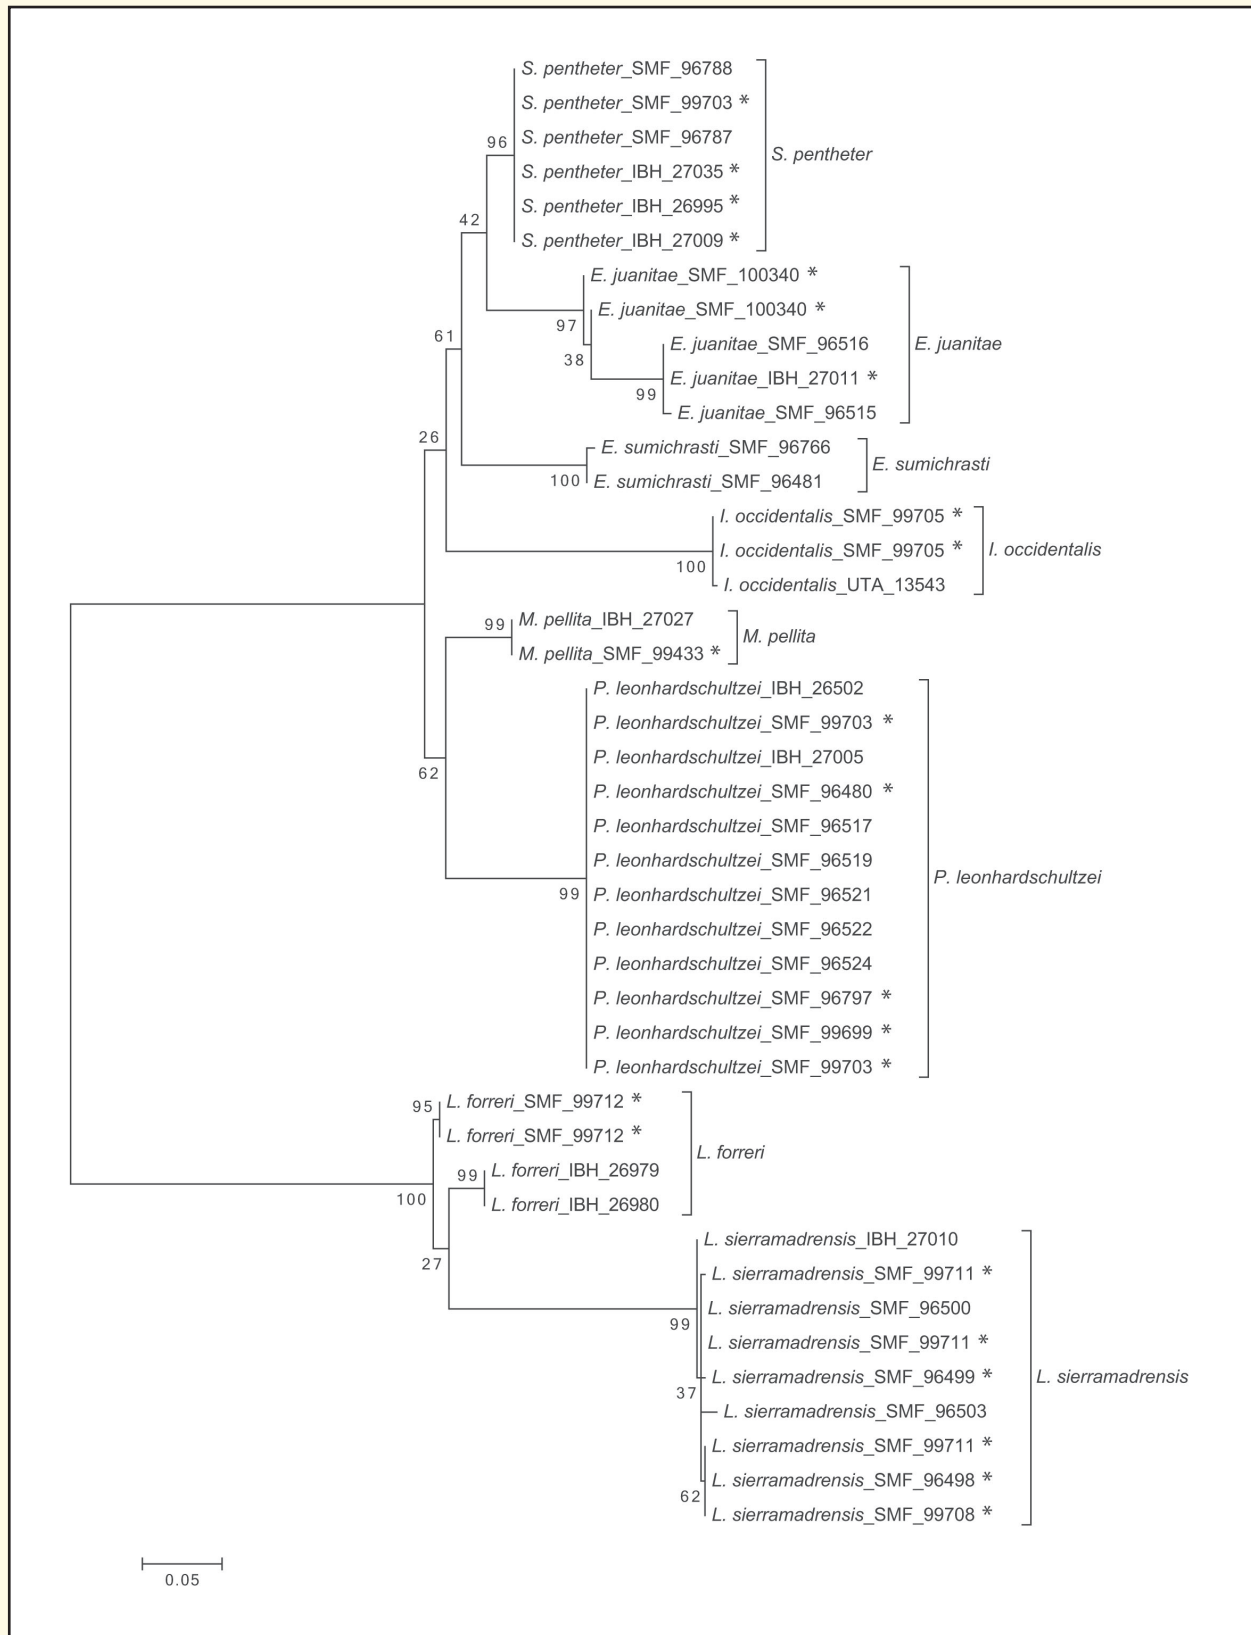 S. pentheter_SMF_96788
S. pentheter_SMF_99703 *
96
S. pentheter_SMF_96787
S. pentheter
S. pentheter_IBH_27035 *
S. pentheter_IBH_26995 *
42
S. pentheter_IBH_27009 *
E. juanitae_SMF_100340 *
E. juanitae_SMF_100340 *
97
61
E. juanitae_SMF_96516
E. juanitae
38
E. juanitae_IBH_27011 *
99
E. juanitae_SMF_96515
26
E. sumichrasti_SMF_96766
E. sumichrasti
100
E. sumichrasti_SMF_96481
I. occidentalis_SMF_99705 *
I. occidentalis_SMF_99705 *
I. occidentalis
100
I. occidentalis_UTA_13543
99
M. pellita_IBH_27027
M. pellita
M. pellita_SMF_99433 *
P. leonhardschultzei_IBH_26502
P. leonhardschultzei_SMF_99703 *
P. leonhardschultzei_IBH_27005
62
P. leonhardschultzei_SMF_96480 *
P. leonhardschultzei_SMF_96517
P. leonhardschultzei_SMF_96519
P. leonhardschultzei
99
P. leonhardschultzei_SMF_96521
P. leonhardschultzei_SMF_96522
P. leonhardschultzei_SMF_96524
P. leonhardschultzei_SMF_96797 *
P. leonhardschultzei_SMF_99699 *
P. leonhardschultzei_SMF_99703 *
95
L. forreri_SMF_99712 *
L. forreri_SMF_99712 *
L. forreri
99
L. forreri_IBH_26979
100
L. forreri_IBH_26980
L. sierramadrensis_IBH_27010
27
L. sierramadrensis_SMF_99711 *
L. sierramadrensis_SMF_96500
99
L. sierramadrensis_SMF_99711 *
L. sierramadrensis_SMF_96499 *
L. sierramadrensis
37
L. sierramadrensis_SMF_96503
L. sierramadrensis_SMF_99711 *
L. sierramadrensis_SMF_96498 *
62
L. sierramadrensis_SMF_99708 *
0.05